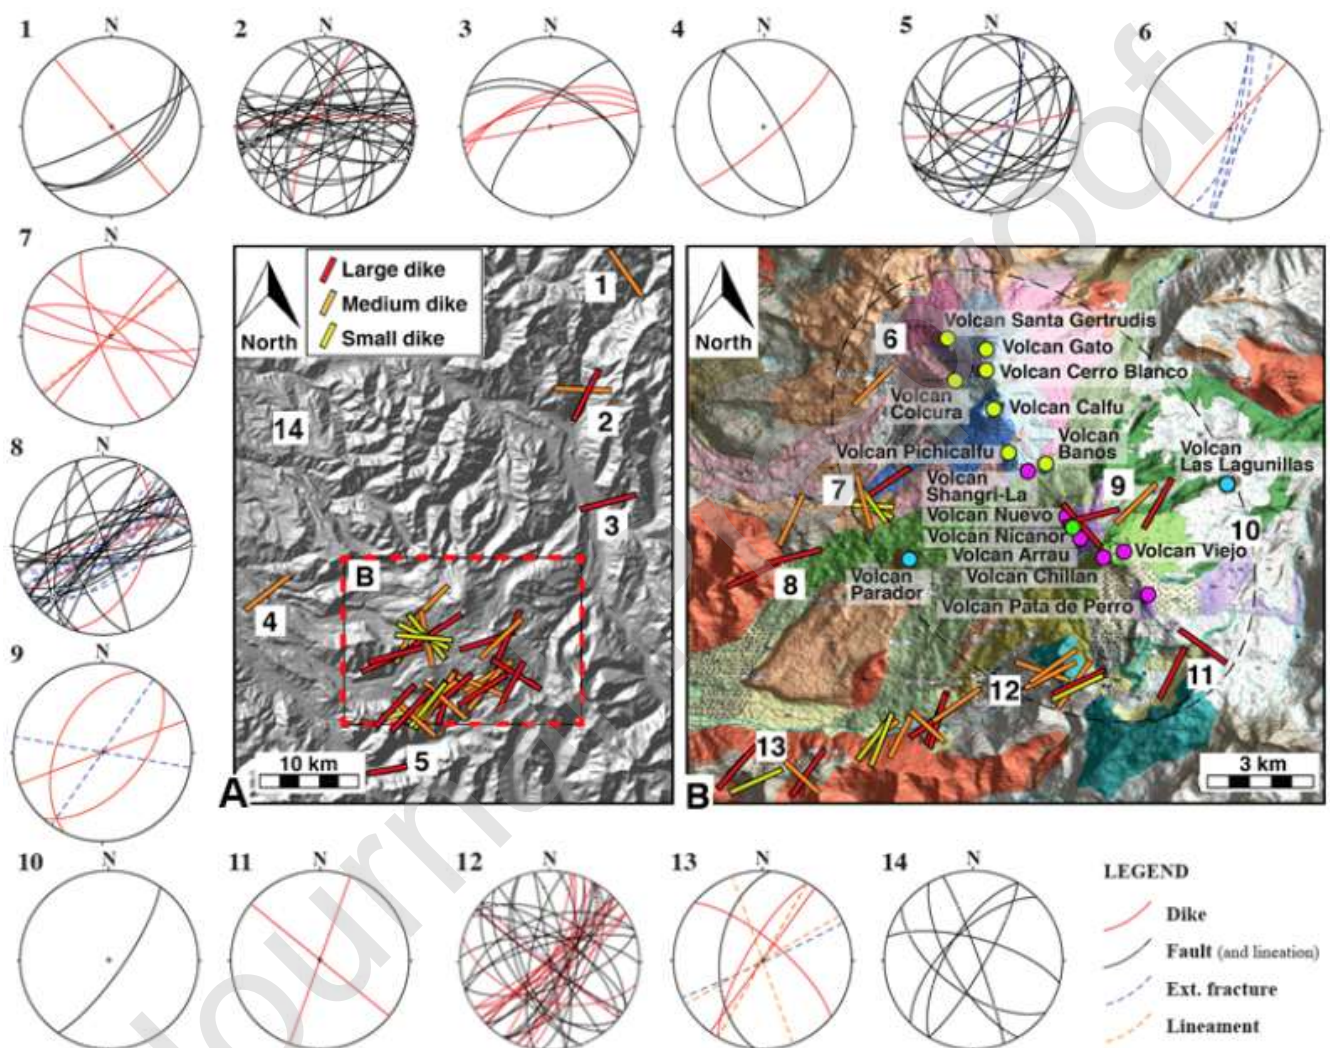 1
N
2
N
3
N
4
N
5
N
6
N
7
N
8
N
9
N
North
Large dike
Medium dike
Small dike
1
2
14
3
B
4
5
10 km
A
North
6
Volcan Santa Gertrudis
Volcan Gato
Volcan Cerro Blanco
Volcan
Colcura
Volcan Calfu
Volcan Pichicalfu
Volcan
Banos
Volcan
Las Lagunillas
7
Volcan
Shangri-La
9
Volcan Nuevo
Volcan Nicanor
10
Volcan Arrau
Volcan Viejo
8
Volcan
Parador
Volcan Chillan
Volcan Pata de Perro
11
12
13
3 km
B
10
N
11
N
12
N
13
N
14
N
LEGEND
Dike
Fault (and lineation)
Ext. fracture
Lineament